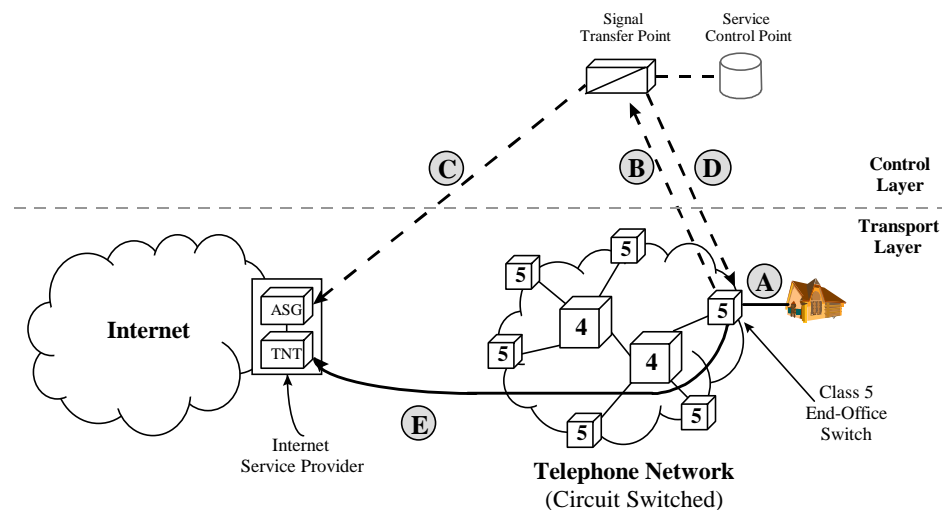 Signal
Transfer Point
Service
Control Point
C
B
D
Control
Layer
Transport
Layer
Internet
ASG
TNT
5
5
5
4
4
5
5
5
A
E
Internet
Service Provider
Class 5
End-Office
Switch
Telephone Network
(Circuit Switched)